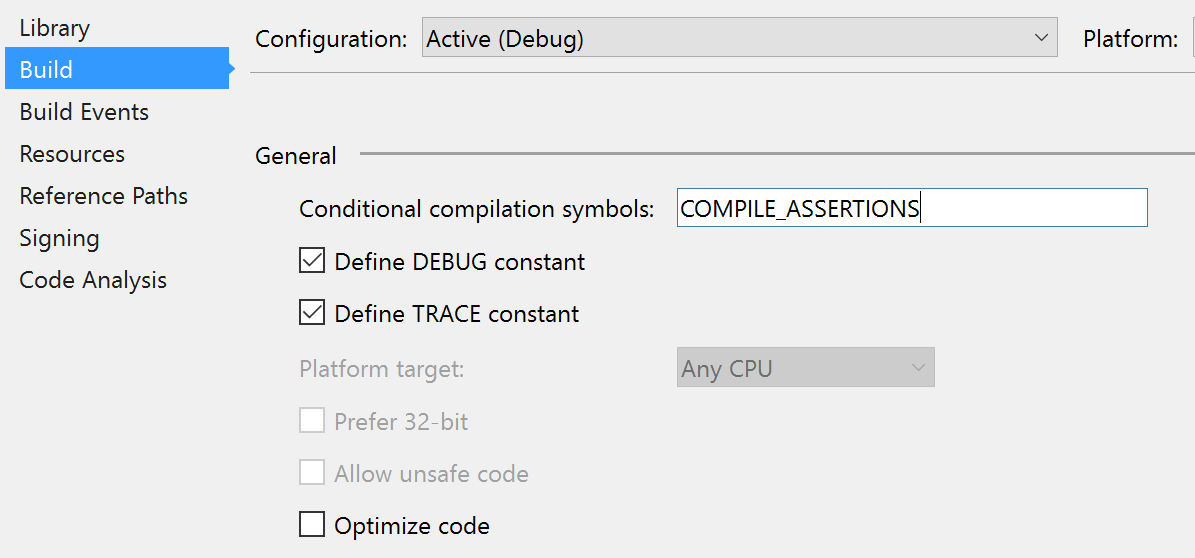 Library
Build
Build Events
Resources
Reference Paths
Signing
Code Analysis
Configuration: Active (Debug) Platform:
General
Conditional compilation symbols: COMPILE_ASSERTIONS
Define DEBUG constant
Define TRACE constant
Platform target: Any CPU
Prefer 32-bit
Allow unsafe code
Optimize code